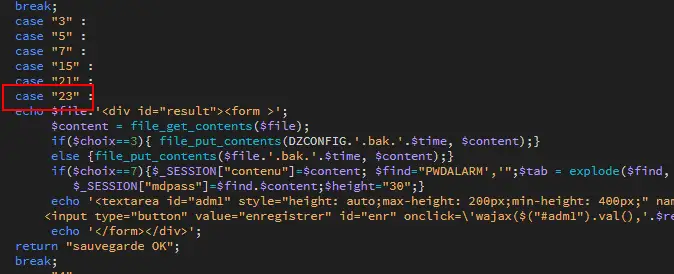 break;
case "3" :
case "5" :
case "7" :
case "15" :
case "21" :
case "23" :
echo $file.'<div id="result"><form >';
$content = file_get_contents($file);
if($choix==3){ file_put_contents(DZCONFIG.'.bak.'.$time, $content);}
else {file_put_contents($file.'.bak.'.$time, $content);}
if($choix==7){$_SESSION["contenu"]=$content; $find="PWDALARM','";$tab = explode($find,
$_SESSION["mdpass"]=$find.$content;$height="30";}
echo '<textarea id="adm1" style="height: auto;max-height: 200px;min-height: 400px;" nam
<input type="button" value="enregistrer" id="enr" onclick=\'wajax($("#adm1").val(),'.$re
echo '</form></div>';
return "sauvegarde OK";
break;